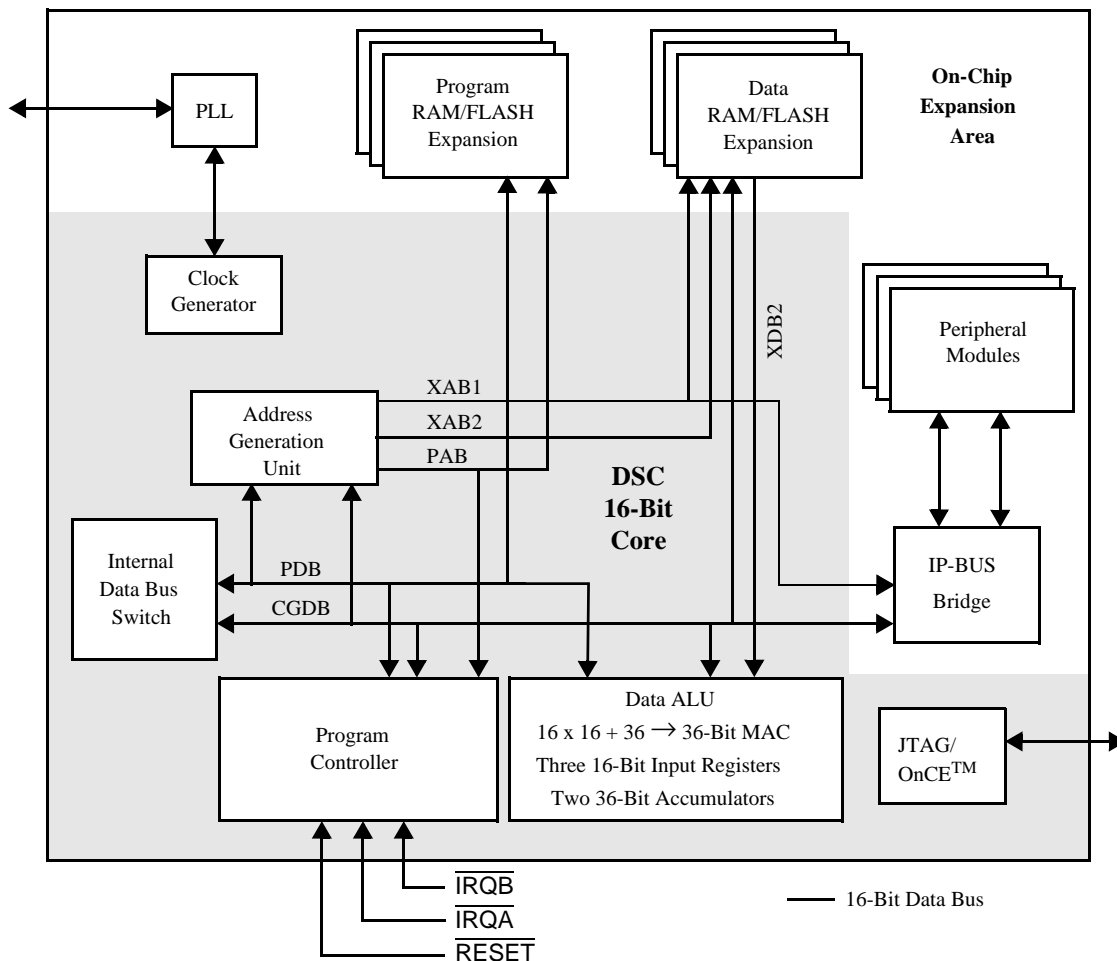 Program
RAM/FLASH
Expansion
Data
RAM/FLASH
Expansion
On-Chip
Expansion
Area
PLL
Clock
Generator
XDB2
Peripheral
Modules
Address
Generation
Unit
XAB1
XAB2
PAB
DSC
16-Bit
Core
Internal
Data Bus
Switch
PDB
CGDB
IP-BUS
Bridge
Program
Controller
Data ALU
16 x 16 + 36 → 36-Bit MAC
Three 16-Bit Input Registers
Two 36-Bit Accumulators
JTAG/
OnCE™
IRQB
IRQA
RESET
16-Bit Data Bus